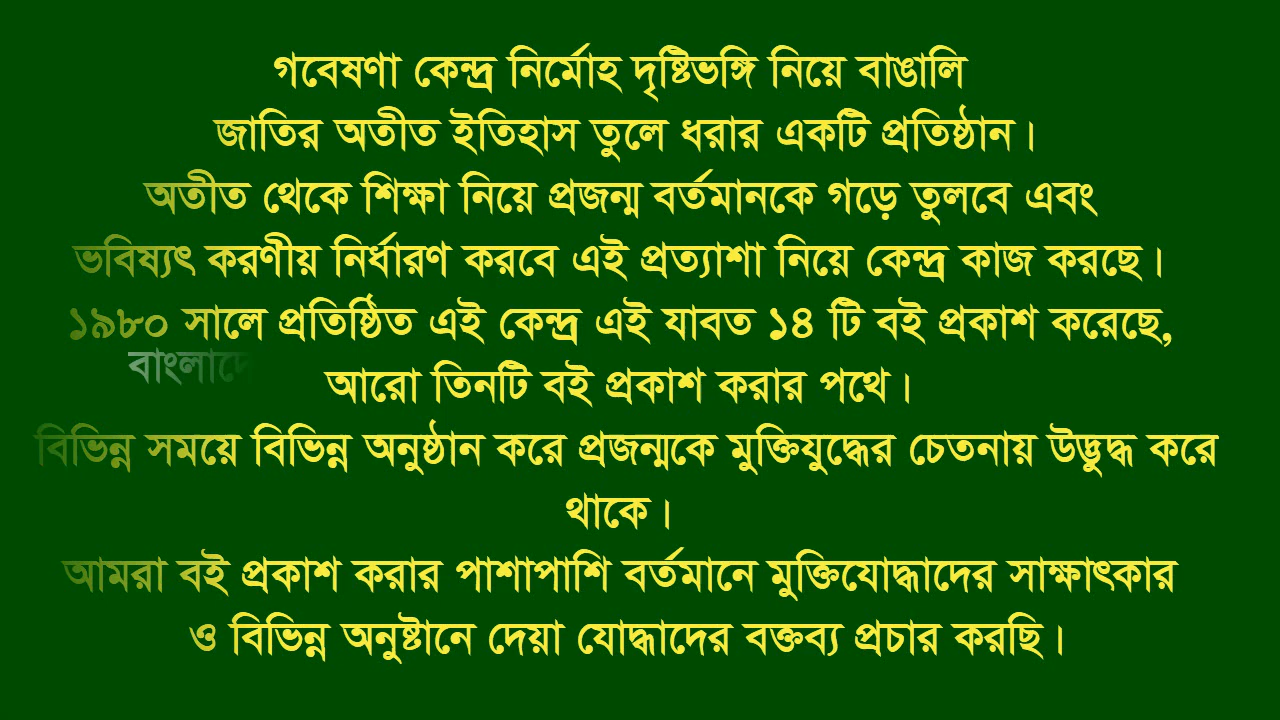 গবেষণা কেন্দ্র নির্মোহ দৃষ্টিভঙ্গি নিয়ে বাঙালি
জাতির অতীত ইতিহাস তুলে ধরার একটি প্রতিষ্ঠান।
অতীত থেকে শিক্ষা নিয়ে প্রজন্ম বর্তমানকে গড়ে তুলবে এবং
ভবিষ্যৎ করণীয় নির্ধারণ করবে এই প্রত্যাশা নিয়ে কেন্দ্র কাজ করছে।
১৯৮০ সালে প্রতিষ্ঠিত এই কেন্দ্র এই যাবত ১৪ টি বই প্রকাশ করেছে,
আরো তিনটি বই প্রকাশ করার পথে।
বিভিন্ন সময়ে বিভিন্ন অনুষ্ঠান করে প্রজন্মকে মুক্তিযুদ্ধের চেতনায় উদ্ভুদ্ধ করে
থাকে।
আমরা বই প্রকাশ করার পাশাপাশি বর্তমানে মুক্তিযোদ্ধাদের সাক্ষাৎকার
ও বিভিন্ন অনুষ্টানে দেয়া যোদ্ধাদের বক্তব্য প্রচার করছি।